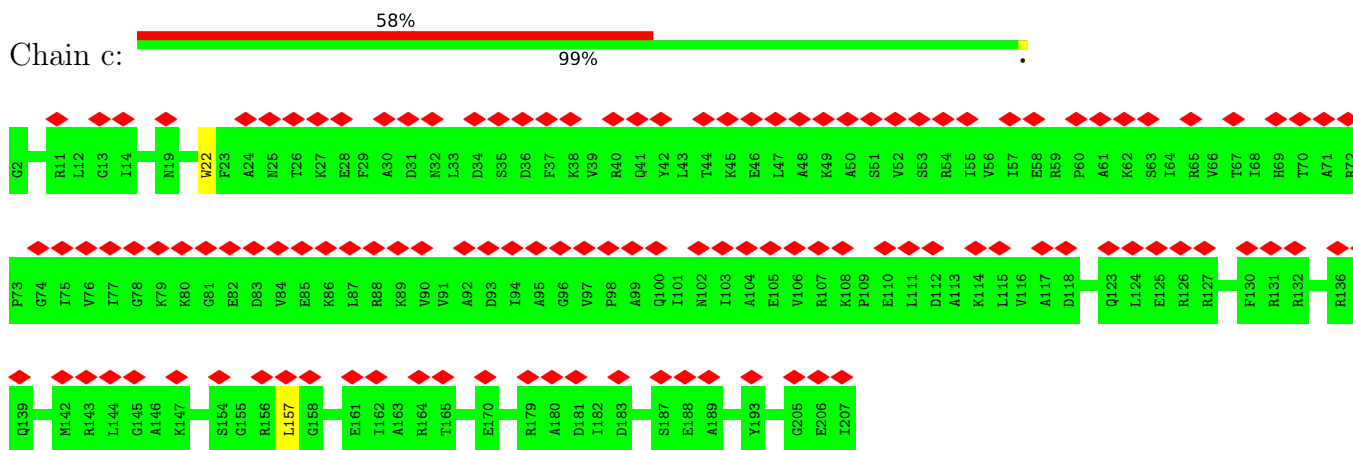 58%
Chain c:
99%
.
G2 R11 L12 G13 I14 N19 W22 F23 A24 N25 T26 K27 E28 F29 A30 D31 N32 L33 D34 S35 D36 F37 K38 V39 R40 Q41 Y42 L43 T44 K45 E46 L47 A48 K49 A50 S51 V52 S53 R54 I55 V56 I57 E58 R59 P60 A61 K62 S63 I64 R65 V66 T67 I68 H69 T70 A71 R72
P73 G74 I75 V76 I77 G78 K79 K80 G81 E82 D83 V84 E85 K86 L87 R88 K89 V90 V91 A92 D93 I94 A95 G96 V97 P98 A99 Q100 I101 N102 I103 A104 E105 V106 R107 K108 P109 E110 L111 D112 A113 K114 L115 V116 A117 D118 Q123 L124 E125 R126 R127 F130 R131 R132 R136
Q139 M142 R143 L144 G145 A146 K147 S154 G155 R156 L157 G158 E161 I162 A163 R164 T165 E170 R179 A180 D181 I182 D183 S187 E188 A189 Y193 G205 E206 I207